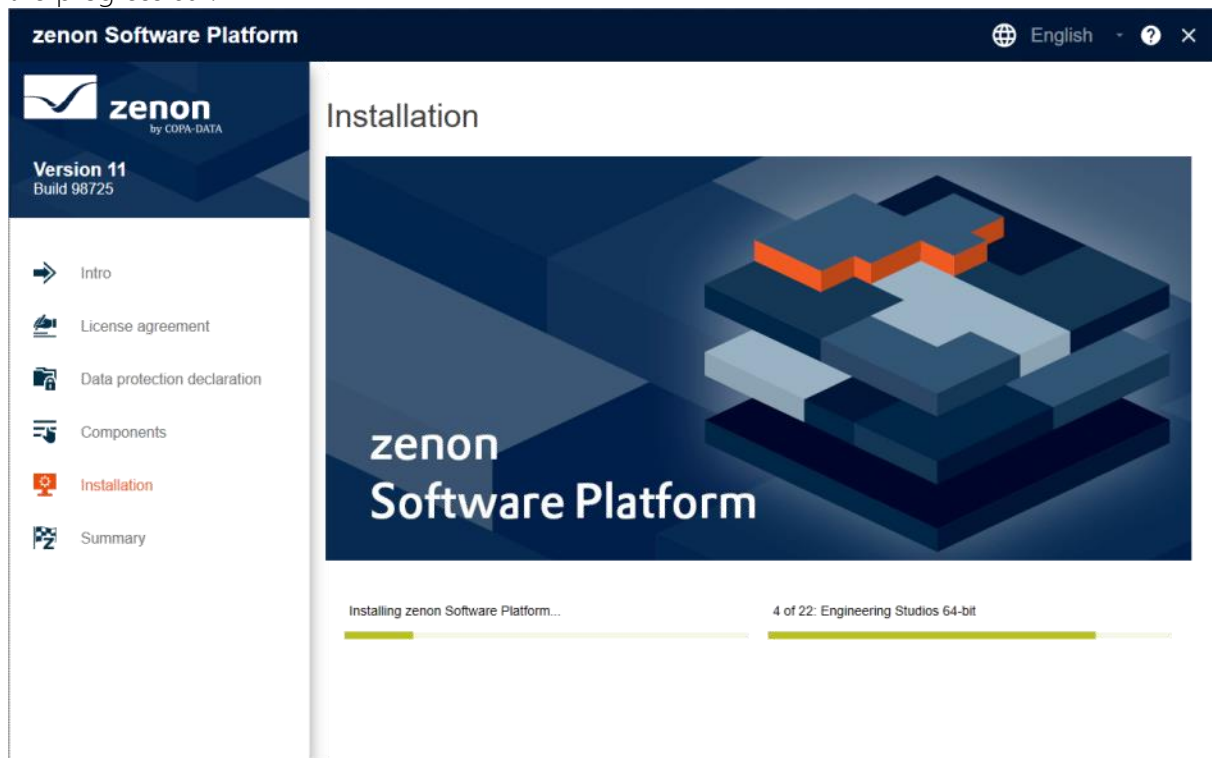 zenon Software Platform
English
zenon
by COPA-DATA
Version 11
Build 98725
Intro
License agreement
Data protection declaration
Components
Installation
Summary
Installation
zenon
Software Platform
Installing zenon Software Platform...
4 of 22: Engineering Studios 64-bit